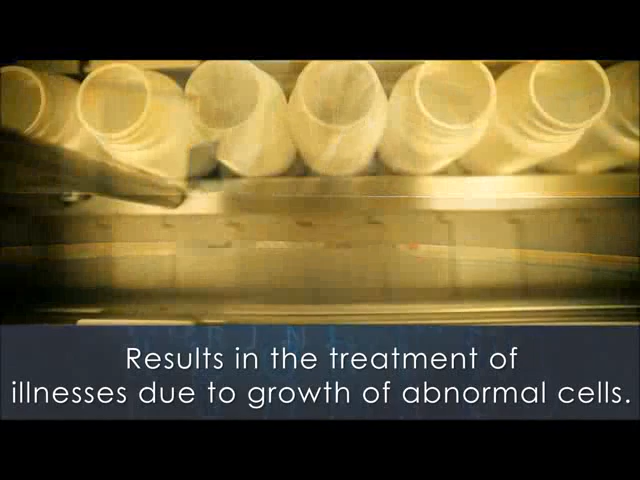 Results in the treatment of
illnesses due to growth of abnormal cells.